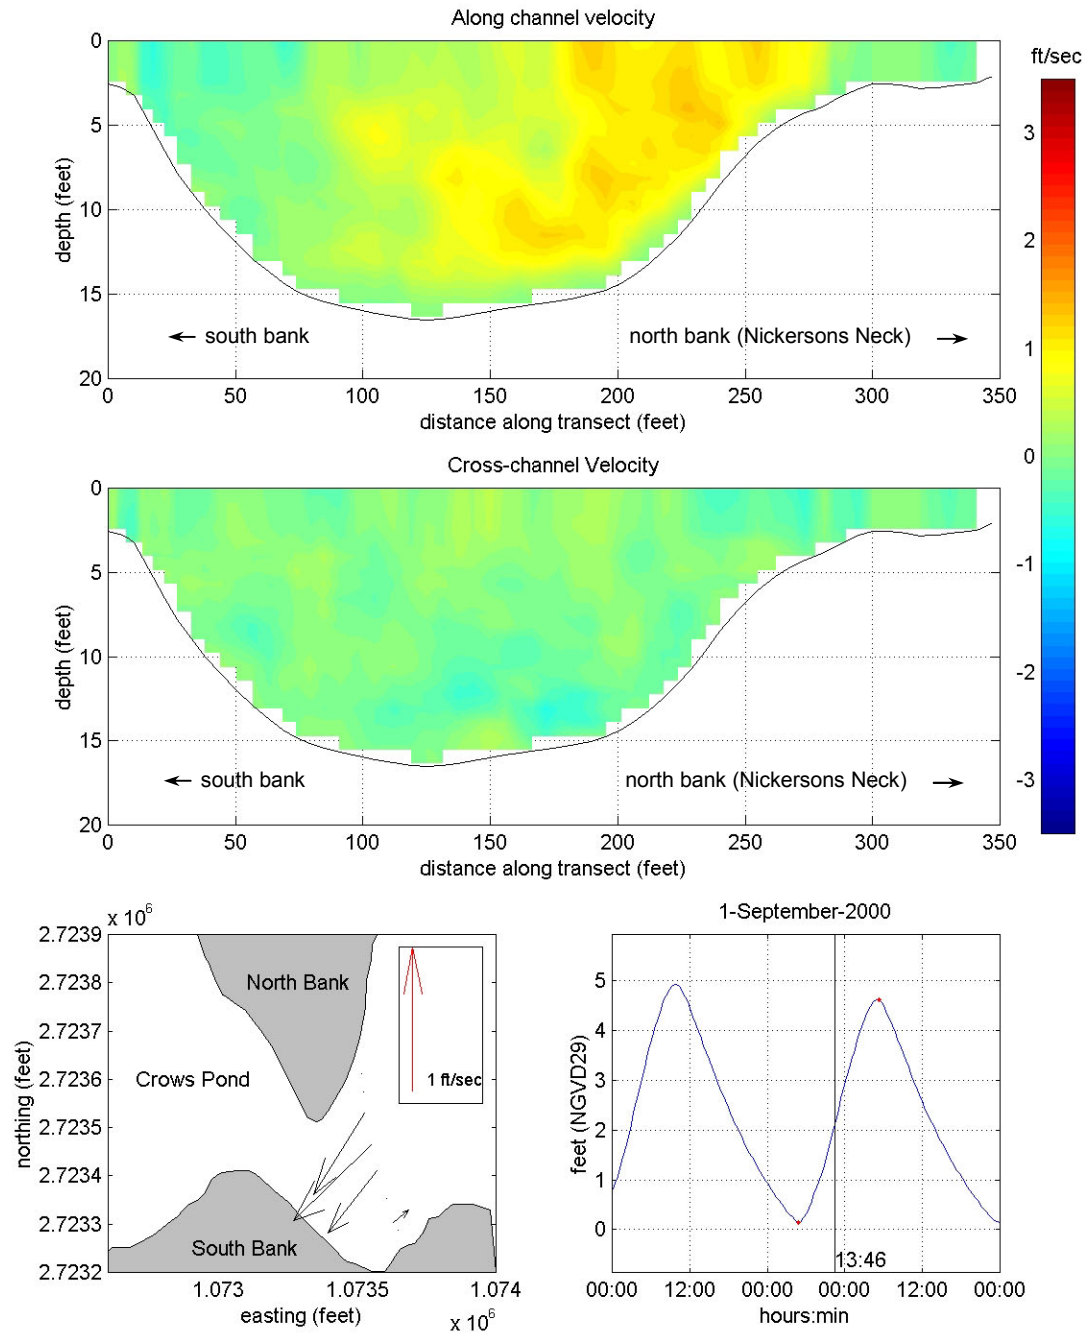 Along channel velocity
ft/sec
0
5
10
15
20
depth (feet)
← south bank
north bank (Nickersons Neck) →
0 50 100 150 200 250 300 350
distance along transect (feet)
3
2
1
0
-1
-2
-3
Cross-channel Velocity
0
5
10
15
20
depth (feet)
← south bank
north bank (Nickersons Neck) →
0 50 100 150 200 250 300 350
distance along transect (feet)
x 10⁶
2.7239
2.7238
2.7237
2.7236
2.7235
2.7234
2.7233
2.7232
northing (feet)
North Bank
Crows Pond
1 ft/sec
South Bank
1.073 1.0735 1.074
easting (feet)
x 10⁶
1-September-2000
5
4
3
2
1
0
feet (NGVD29)
13:46
00:00 12:00 00:00 00:00 12:00 00:00
hours:min